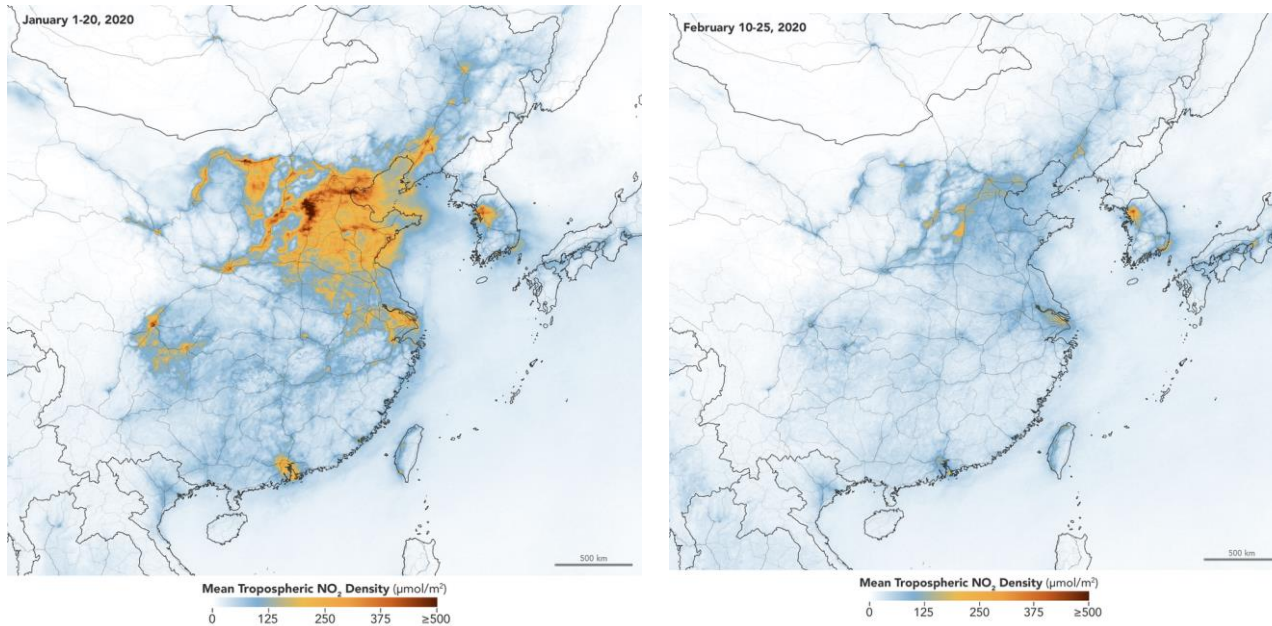 January 1-20, 2020
500 km
Mean Tropospheric NO₂ Density (μmol/m²)
0 125 250 375 ≥500
February 10-25, 2020
500 km
Mean Tropospheric NO₂ Density (μmol/m²)
0 125 250 375 ≥500